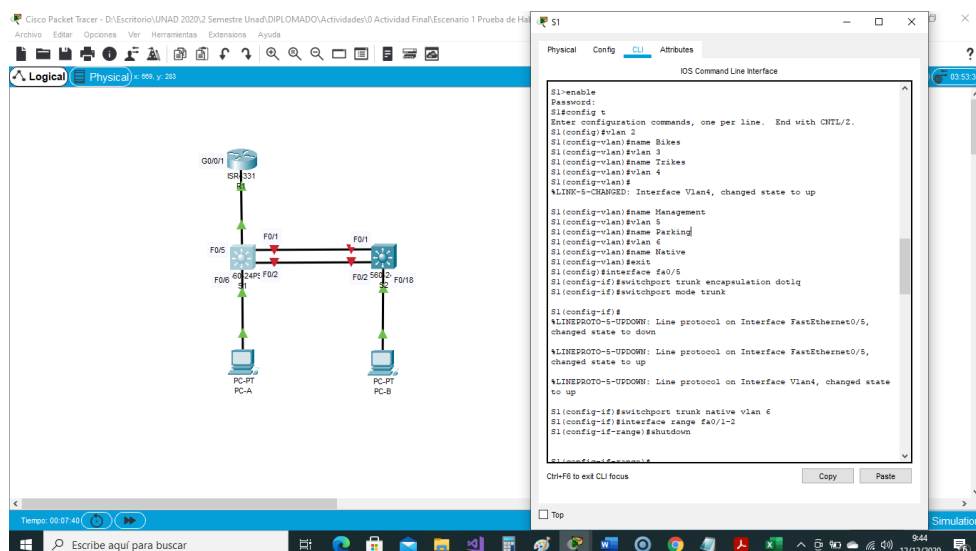 Cisco Packet Tracer - D:\Escritorio\UNAD 2020\2 Semestre Unad\DIPLOMADO\Actividades\0 Actividad Final\Escenario 1 Prueba de Hal
Archivo Editar Opciones Ver Herramientas Extensions Ayuda
Logical Physical x: 669, y: 283
03:53:3
G0/0/1
ISR4331
R1
F0/5
F0/1
F0/1
F0/6
F0/2
S1
F0/2
S2
F0/18
PC-PT
PC-A
PC-PT
PC-B
S1
Physical Config CLI Attributes
IOS Command Line Interface
S1>enable
Password:
S1#config t
Enter configuration commands, one per line. End with CNTL/Z.
S1(config)#vlan 2
S1(config-vlan)#name Bikes
S1(config-vlan)#vlan 3
S1(config-vlan)#name Trikes
S1(config-vlan)#vlan 4
S1(config-vlan)#
%LINK-5-CHANGED: Interface Vlan4, changed state to up
S1(config-vlan)#name Management
S1(config-vlan)#vlan 5
S1(config-vlan)#name Parking
S1(config-vlan)#vlan 6
S1(config-vlan)#name Native
S1(config-vlan)#exit
S1(config)#interface fa0/5
S1(config-if)#switchport trunk encapsulation dot1q
S1(config-if)#switchport mode trunk
S1(config-if)#
%LINEPROTO-5-UPDOWN: Line protocol on Interface FastEthernet0/5,
changed state to down
%LINEPROTO-5-UPDOWN: Line protocol on Interface FastEthernet0/5,
changed state to up
%LINEPROTO-5-UPDOWN: Line protocol on Interface Vlan4, changed state
to up
S1(config-if)#switchport trunk native vlan 6
S1(config-if)#interface range fa0/1-2
S1(config-if-range)#shutdown
S1(config-if-range)#
Ctrl+F6 to exit CLI focus
Copy Paste
Top
Tiempo: 00:07:40
Simulation
Escribe aquí para buscar
9:44
12/12/2020